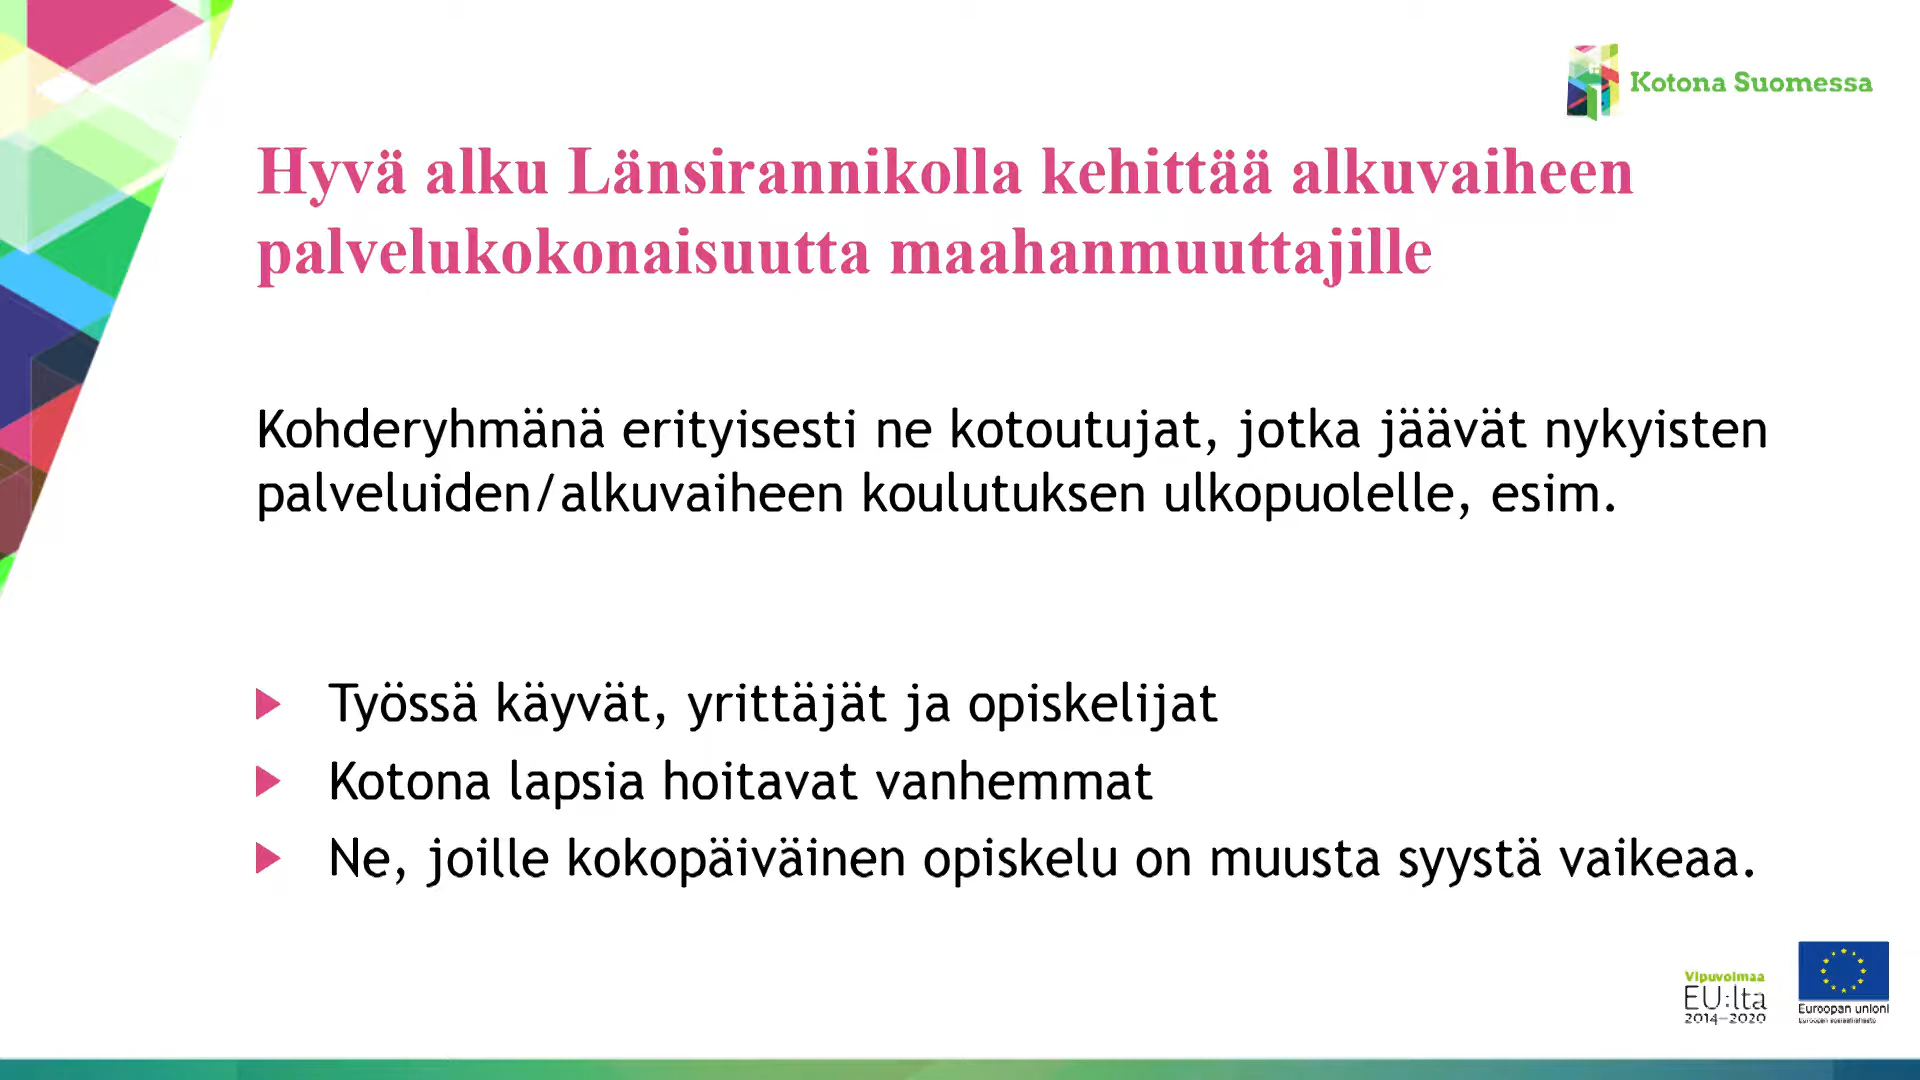 Kotona Suomessa
Hyvä alku Länsirannikolla kehittää alkuvaiheen
palvelukokonaisuutta maahanmuuttajille
Kohderyhmänä erityisesti ne kotoutujat, jotka jäävät nykyisten
palveluiden/alkuvaiheen koulutuksen ulkopuolelle, esim.
Työssä käyvät, yrittäjät ja opiskelijat
Kotona lapsia hoitavat vanhemmat
Ne, joille kokopäiväinen opiskelu on muusta syystä vaikeaa.
Vipuvoimaa
EU:lta
2014–2020
Euroopan unioni
Euroopan sosiaalirahasto